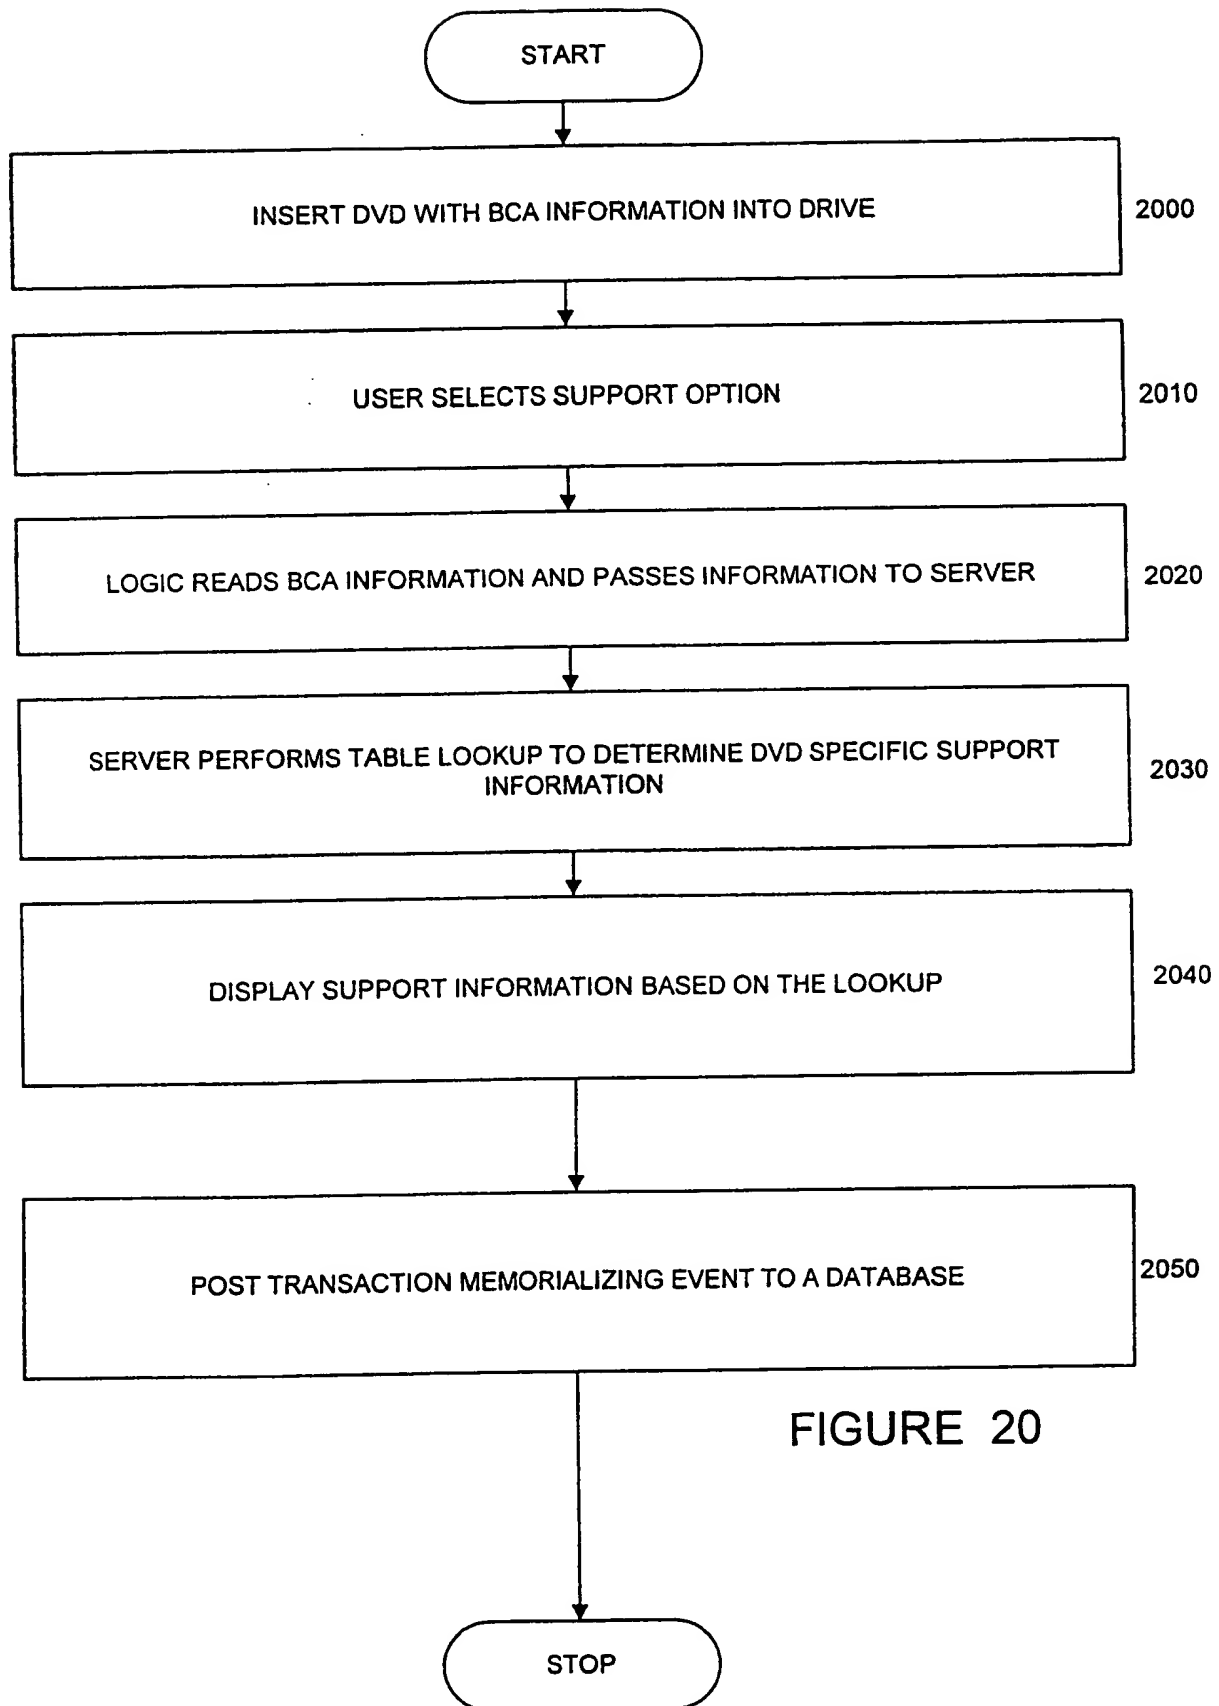 START
INSERT DVD WITH BCA INFORMATION INTO DRIVE
2000
USER SELECTS SUPPORT OPTION
2010
LOGIC READS BCA INFORMATION AND PASSES INFORMATION TO SERVER
2020
SERVER PERFORMS TABLE LOOKUP TO DETERMINE DVD SPECIFIC SUPPORT
INFORMATION
2030
DISPLAY SUPPORT INFORMATION BASED ON THE LOOKUP
2040
POST TRANSACTION MEMORIALIZING EVENT TO A DATABASE
2050
FIGURE 20
STOP